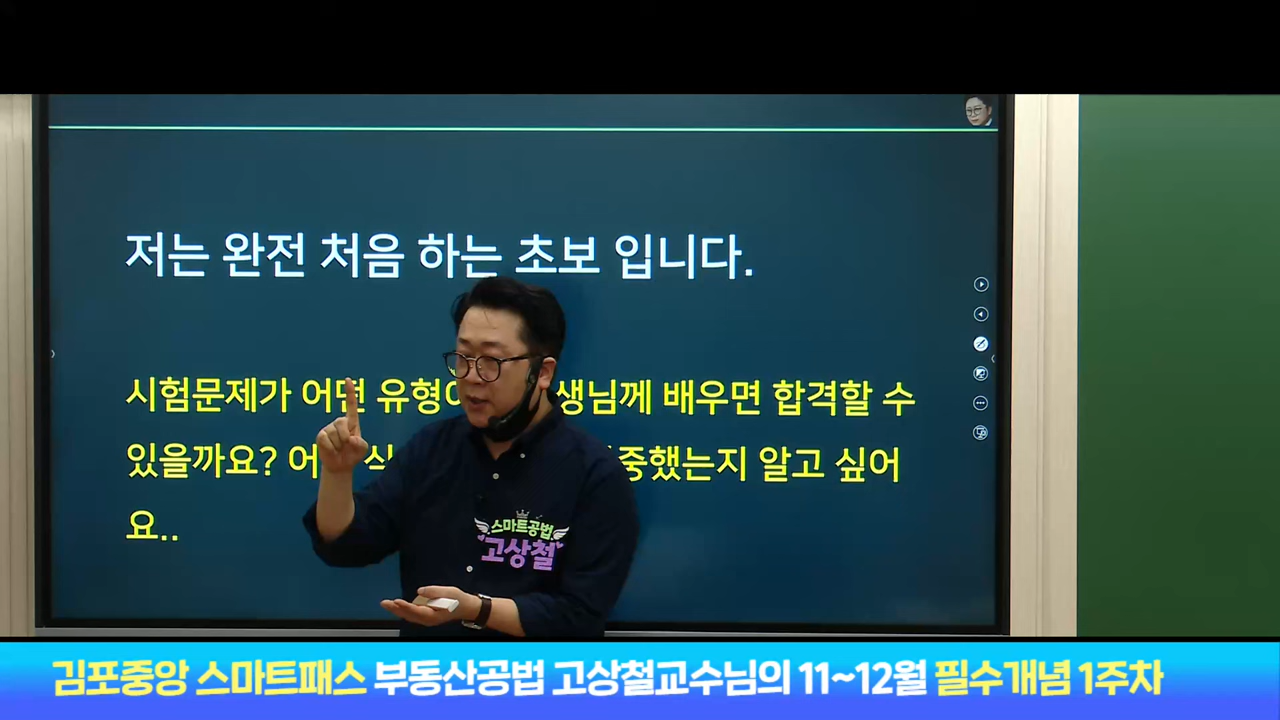 저는 완전 처음 하는 초보 입니다.
시험문제가 어떤 유형 생님께 배우면 합격할 수
있을까요? 어 식 중했는지 알고 싶어
요..
스마트공법
고상철
김포중앙 스마트패스 부동산공법 고상철교수님의 11~12월 필수개념 1주차